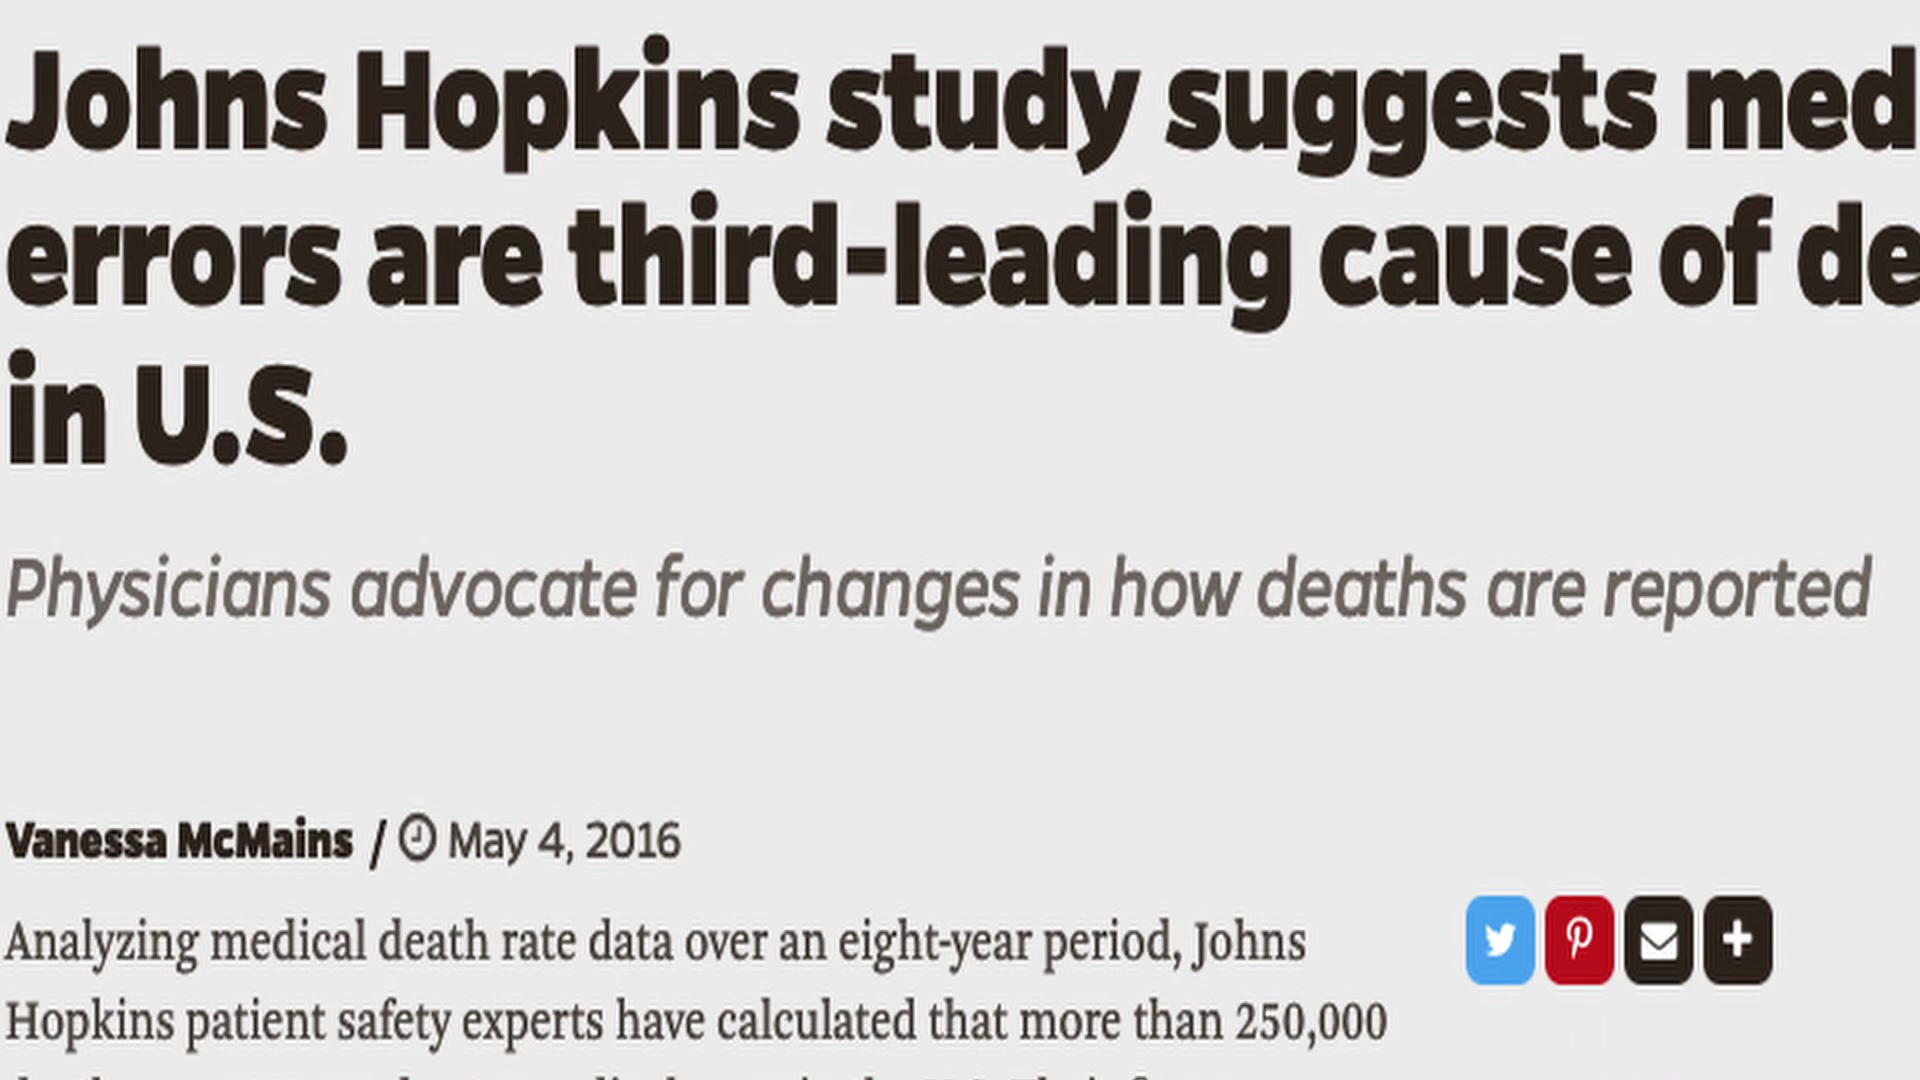 Johns Hopkins study suggests med
errors are third-leading cause of de
in U.S.
Physicians advocate for changes in how deaths are reported
Vanessa McMains / May 4, 2016
Analyzing medical death rate data over an eight-year period, Johns
Hopkins patient safety experts have calculated that more than 250,000